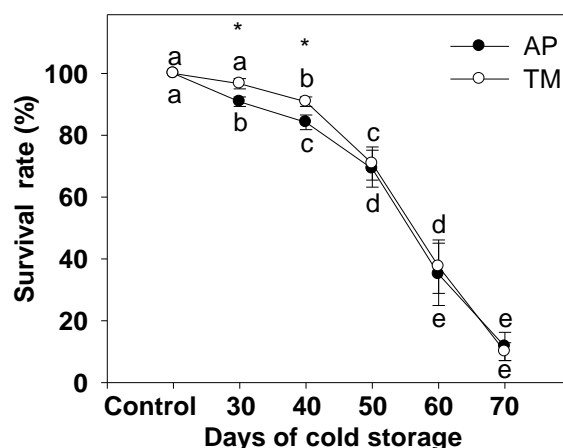 AP
TM
* *
a a b
a b c
c
d
d
e
e
e
100
80
60
40
20
0
Survival rate (%)
Control 30 40 50 60 70
Days of cold storage